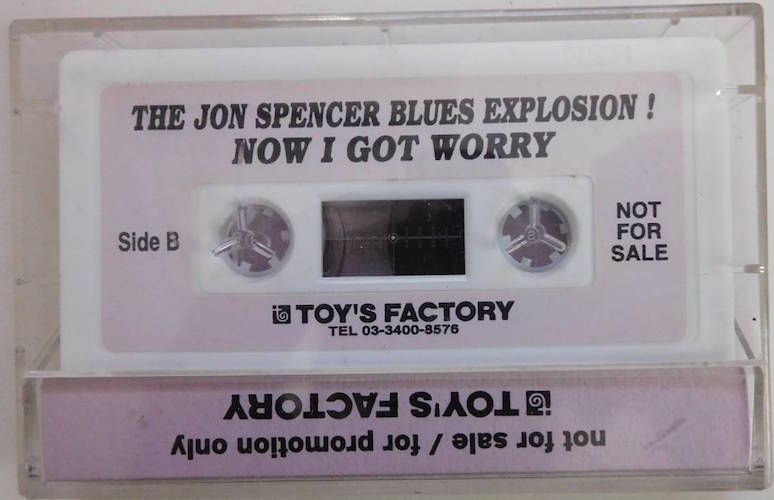 THE JON SPENCER BLUES EXPLOSION !
NOW I GOT WORRY
Side B
NOT
FOR
SALE
TOY'S FACTORY
TEL 03-3400-8576
not for sale / for promotion only
TOY'S FACTORY